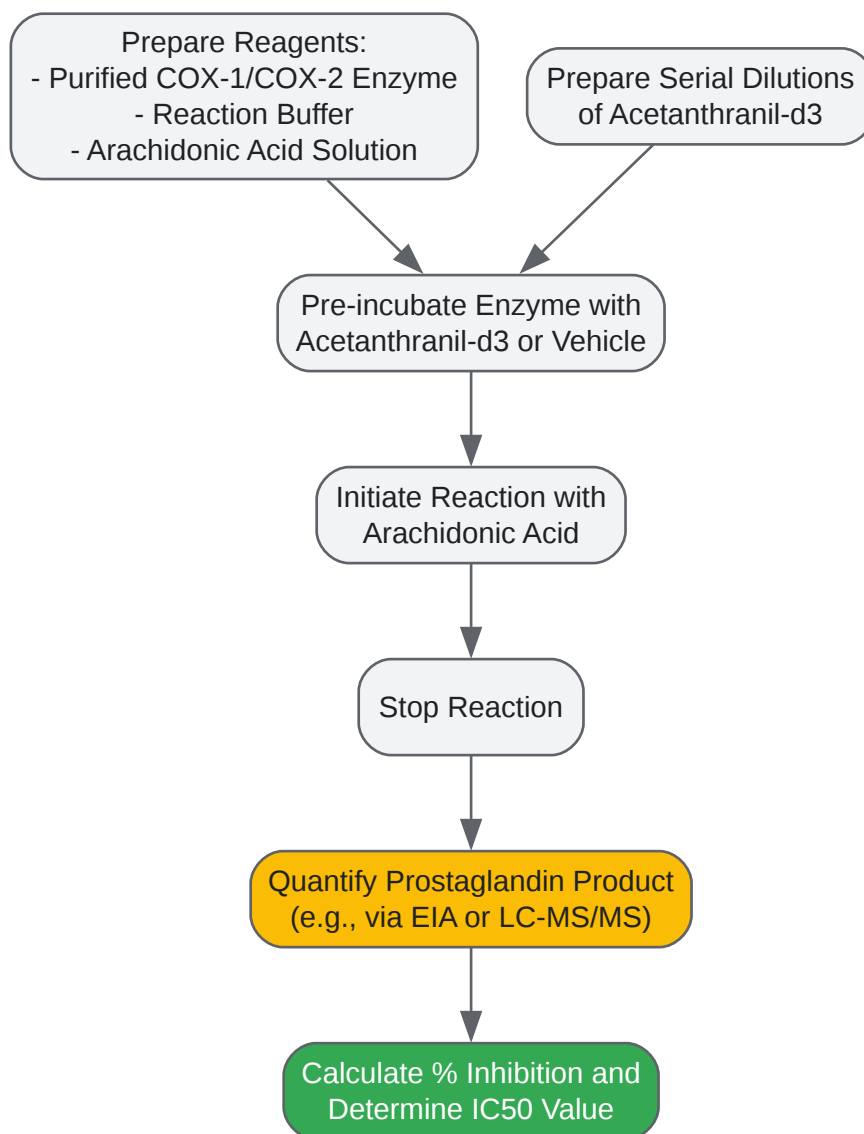 Prepare Reagents:
- Purified COX-1/COX-2 Enzyme
- Reaction Buffer
- Arachidonic Acid Solution
Prepare Serial Dilutions
of Acetanthranil-d3
Pre-incubate Enzyme with
Acetanthranil-d3 or Vehicle
Initiate Reaction with
Arachidonic Acid
Stop Reaction
Quantify Prostaglandin Product
(e.g., via EIA or LC-MS/MS)
Calculate % Inhibition and
Determine IC50 Value